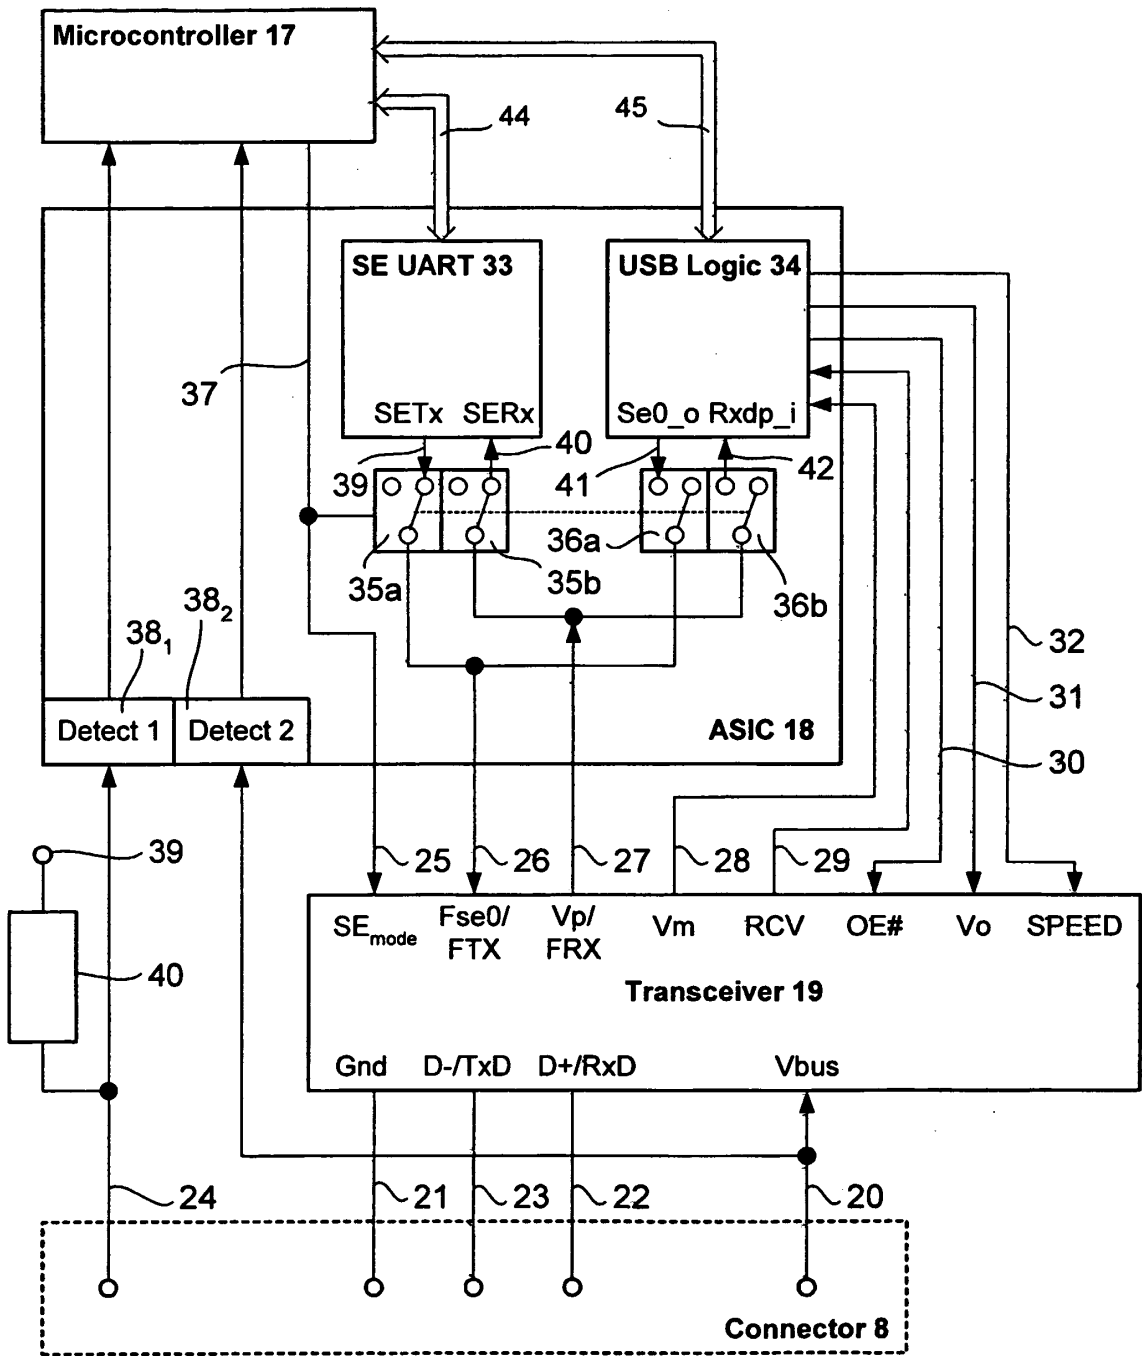 Microcontroller 17
44
45
SE UART 33
USB Logic 34
37
SETx SERx
Se0_o Rxdp_i
39
40
41
42
35a
35b
36a
36b
38₁
38₂
32
31
30
Detect 1
Detect 2
ASIC 18
39
40
25
26
27
28
29
SEmode
Fse0/
FTX
Vp/
FRX
Vm
RCV
OE#
Vo
SPEED
Transceiver 19
Gnd
D-/TxD
D+/RxD
Vbus
24
21
23
22
20
Connector 8